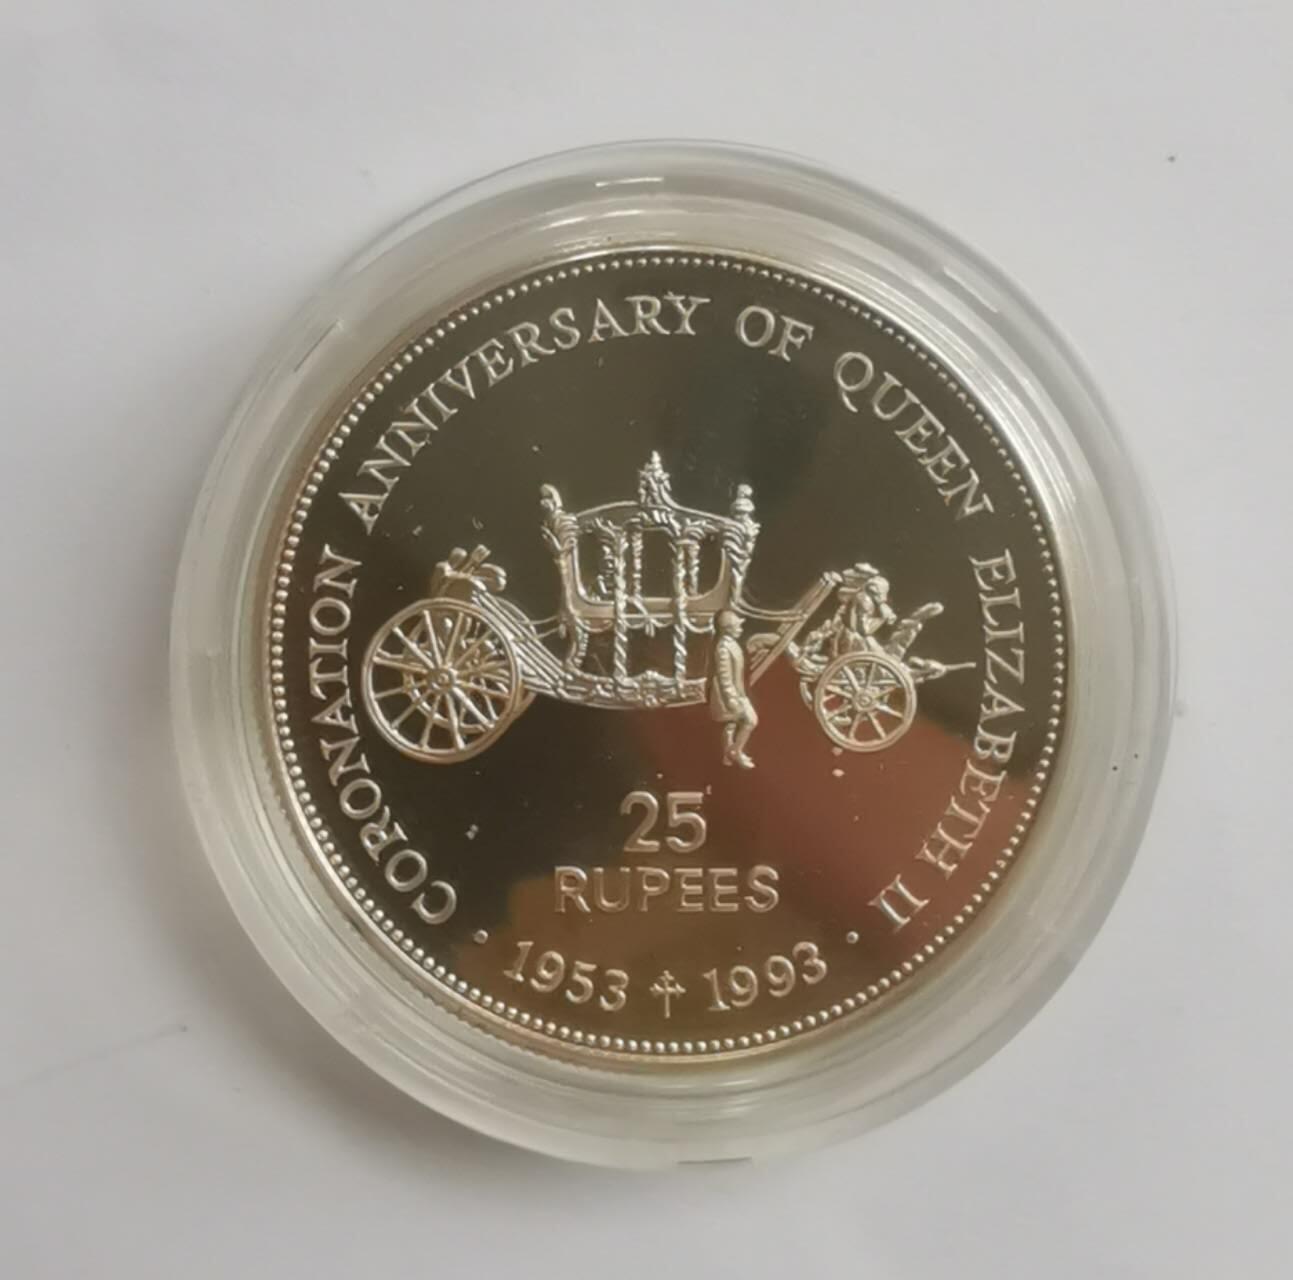 CORONATION ANNIVERSARY OF QUEEN ELIZABETH II
25
RUPEES
· 1953 ‡ 1993 ·